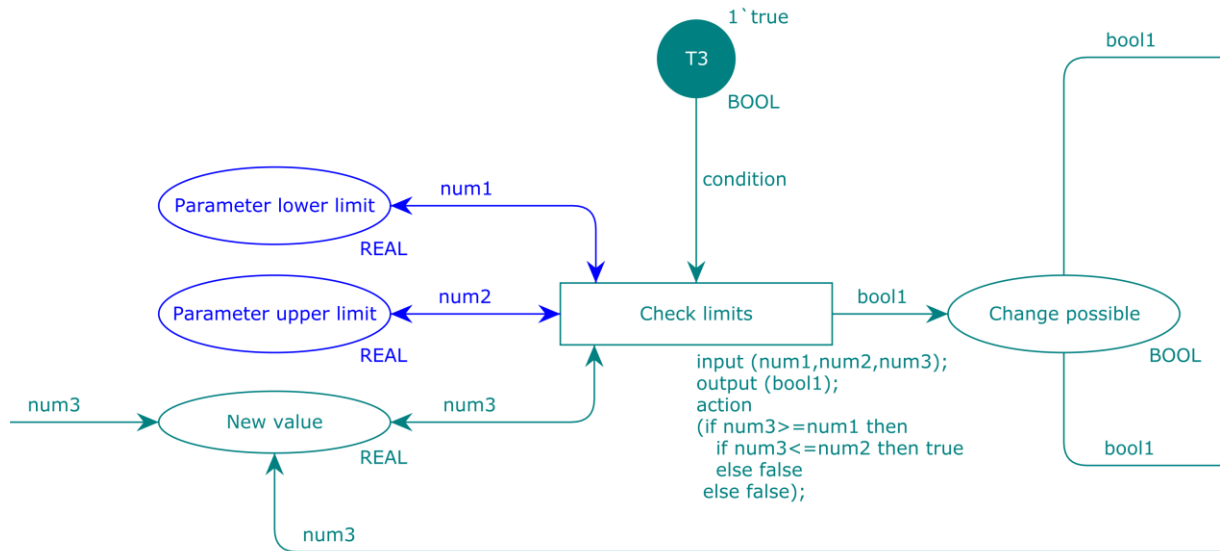 1`true
bool1
T3
BOOL
condition
num1
Parameter lower limit
REAL
num2
Parameter upper limit
REAL
Check limits
bool1
Change possible
BOOL
input (num1,num2,num3);
output (bool1);
action
(if num3>=num1 then
if num3<=num2 then true
else false
else false);
num3
New value
num3
REAL
bool1
num3